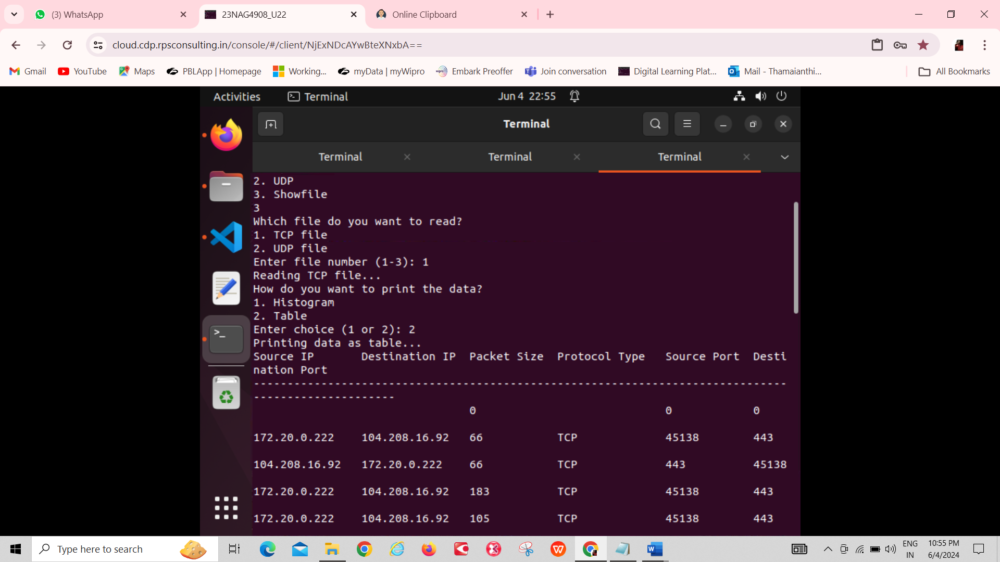 (3) WhatsApp
23NAG4908_U22
Online Clipboard
cloud.cdp.rpsconsulting.in/console/#/client/NjExNDcAYwBteXNxbA==
Gmail
YouTube
Maps
PBLApp | Homepage
Working...
myData | myWipro
Embark Preoffer
Join conversation
Digital Learning Plat...
Mail - Thamaianthi...
All Bookmarks
Activities
Terminal
Jun 4 22:55
Terminal
Terminal
Terminal
Terminal
2. UDP
3. Showfile
3
Which file do you want to read?
1. TCP file
2. UDP file
Enter file number (1-3): 1
Reading TCP file...
How do you want to print the data?
1. Histogram
2. Table
Enter choice (1 or 2): 2
Printing data as table...
Source IP Destination IP Packet Size Protocol Type Source Port Desti
nation Port
-------------------------------------------------------------------------------
---------------------
0 0 0
172.20.0.222 104.208.16.92 66 TCP 45138 443
104.208.16.92 172.20.0.222 66 TCP 443 45138
172.20.0.222 104.208.16.92 183 TCP 45138 443
172.20.0.222 104.208.16.92 105 TCP 45138 443
Type here to search
ENG
IN
10:55 PM
6/4/2024